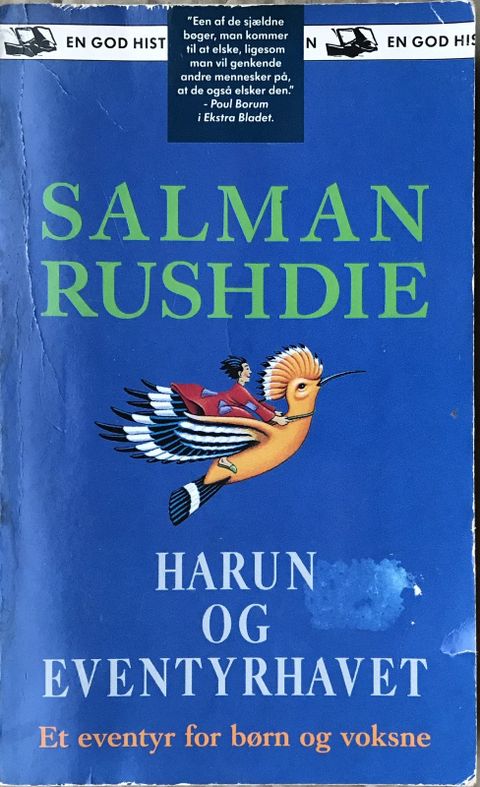 "Een af de sjældne
bøger, man kommer
til at elske, ligesom
man vil genkende
andre mennesker på,
at de også elsker den."
- Poul Borum
i Ekstra Bladet.
EN GOD HIST N EN GOD HIS
SALMAN
RUSHDIE
HARUN
OG
EVENTYRHAVET
Et eventyr for børn og voksne